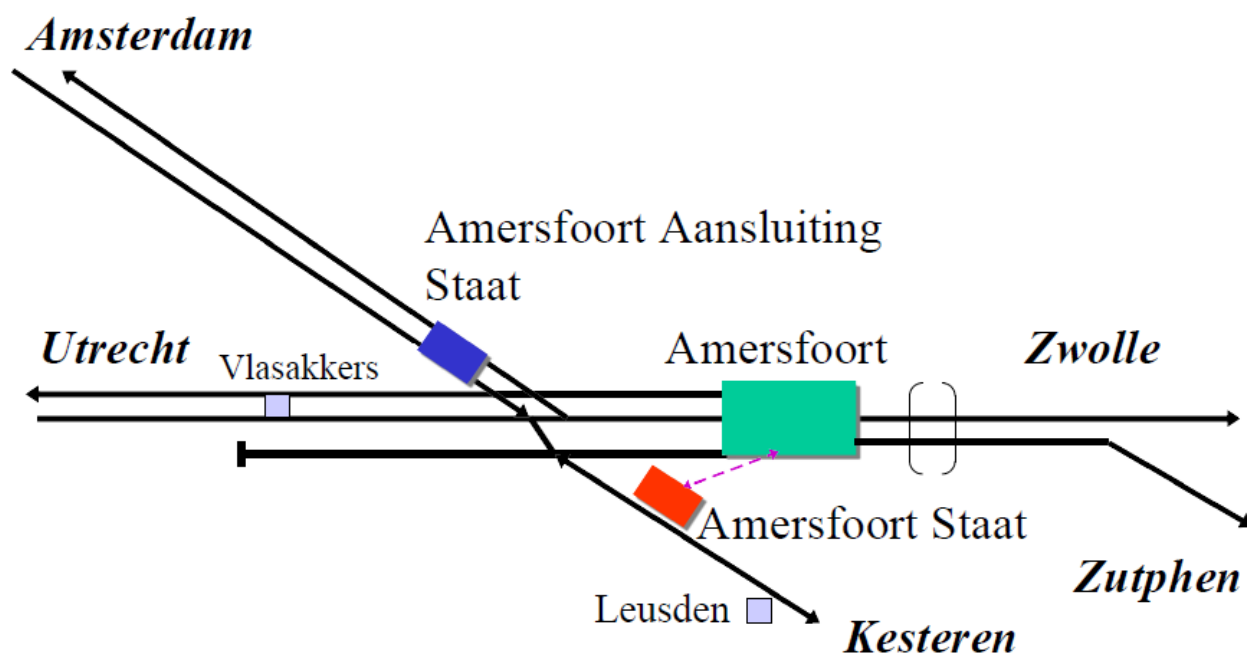 Amsterdam
Amersfoort Aansluiting
Staat
Utrecht
Vlasakkers
Amersfoort
Zwolle
Amersfoort Staat
Zutphen
Leusden
Kesteren